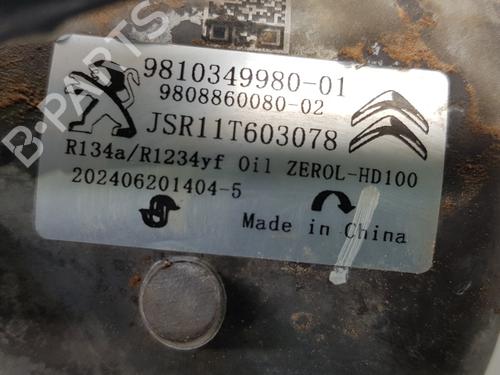 9810349980-01
9808860080-02
JSR11T603078
R134a/R1234yf Oil ZEROL-HD100
202406201404-5
Made in China
B-PARTS